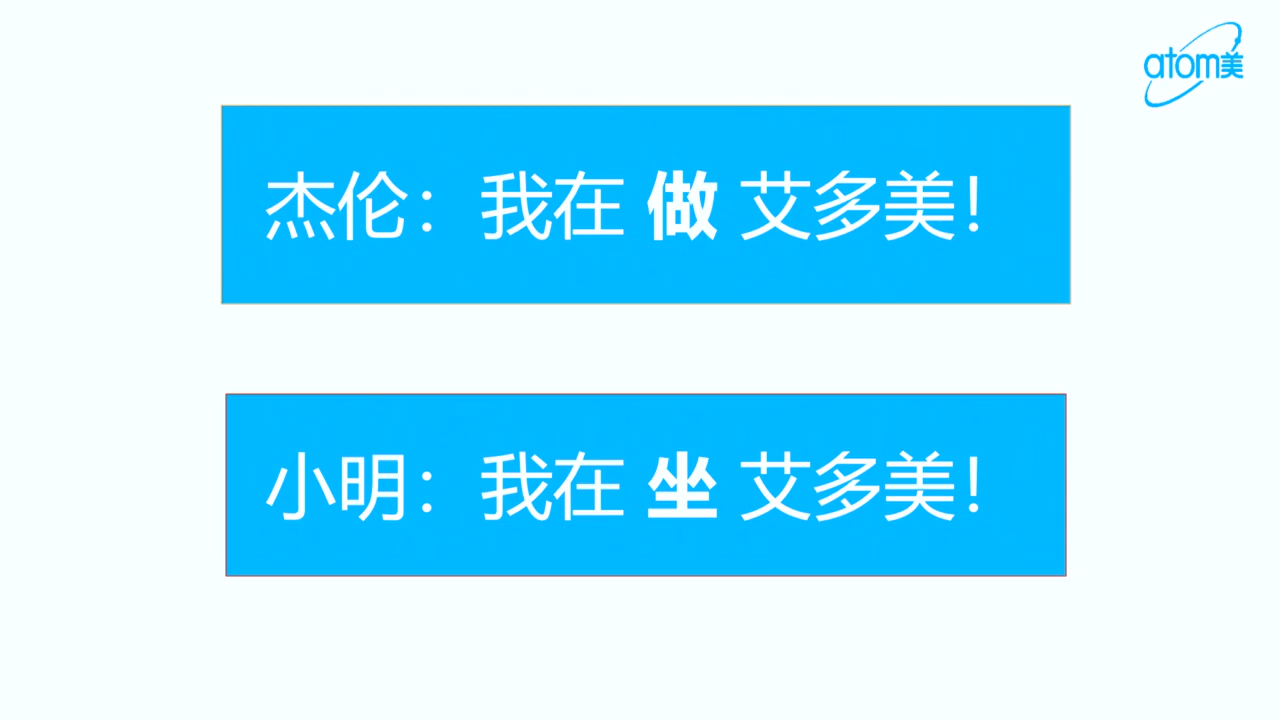 atom美
杰伦：我在 做 艾多美！
小明：我在 坐 艾多美！